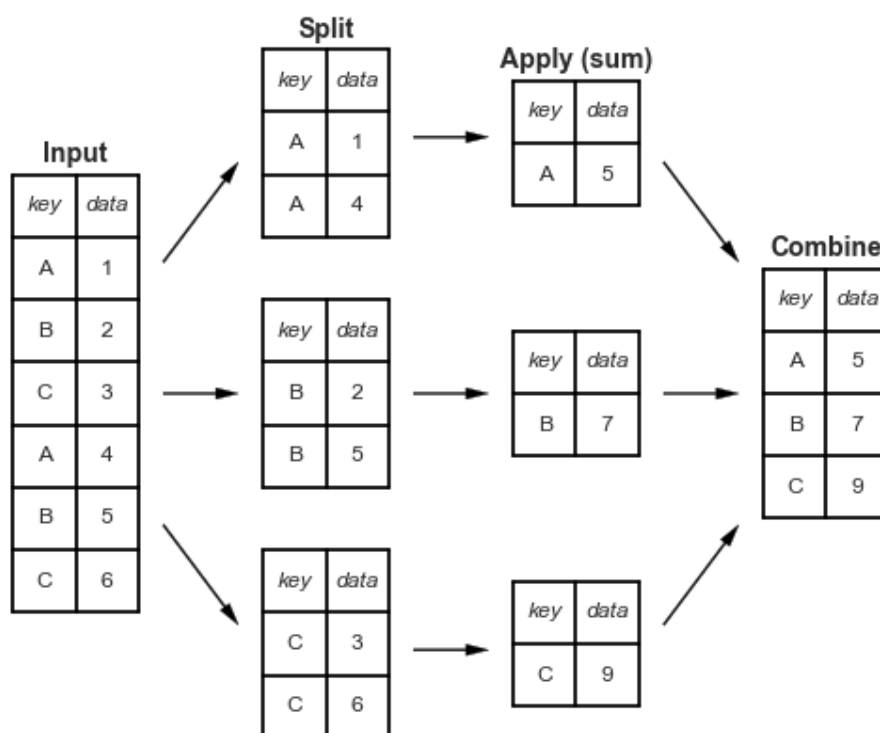 Input
key data
A 1
B 2
C 3
A 4
B 5
C 6
Split
key data
A 1
A 4
key data
B 2
B 5
key data
C 3
C 6
Apply (sum)
key data
A 5
key data
B 7
key data
C 9
Combine
key data
A 5
B 7
C 9